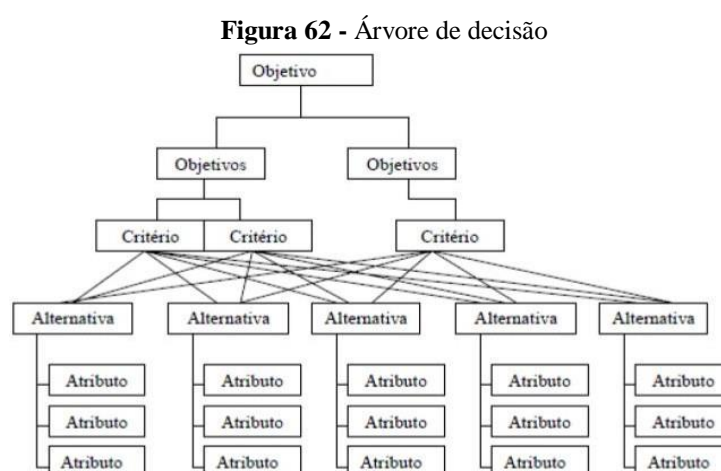 Figura 62 - Árvore de decisão
Objetivo
Objetivos Objetivos
Critério Critério Critério
Alternativa Alternativa Alternativa Alternativa Alternativa
Atributo Atributo Atributo Atributo Atributo
Atributo Atributo Atributo Atributo Atributo
Atributo Atributo Atributo Atributo Atributo